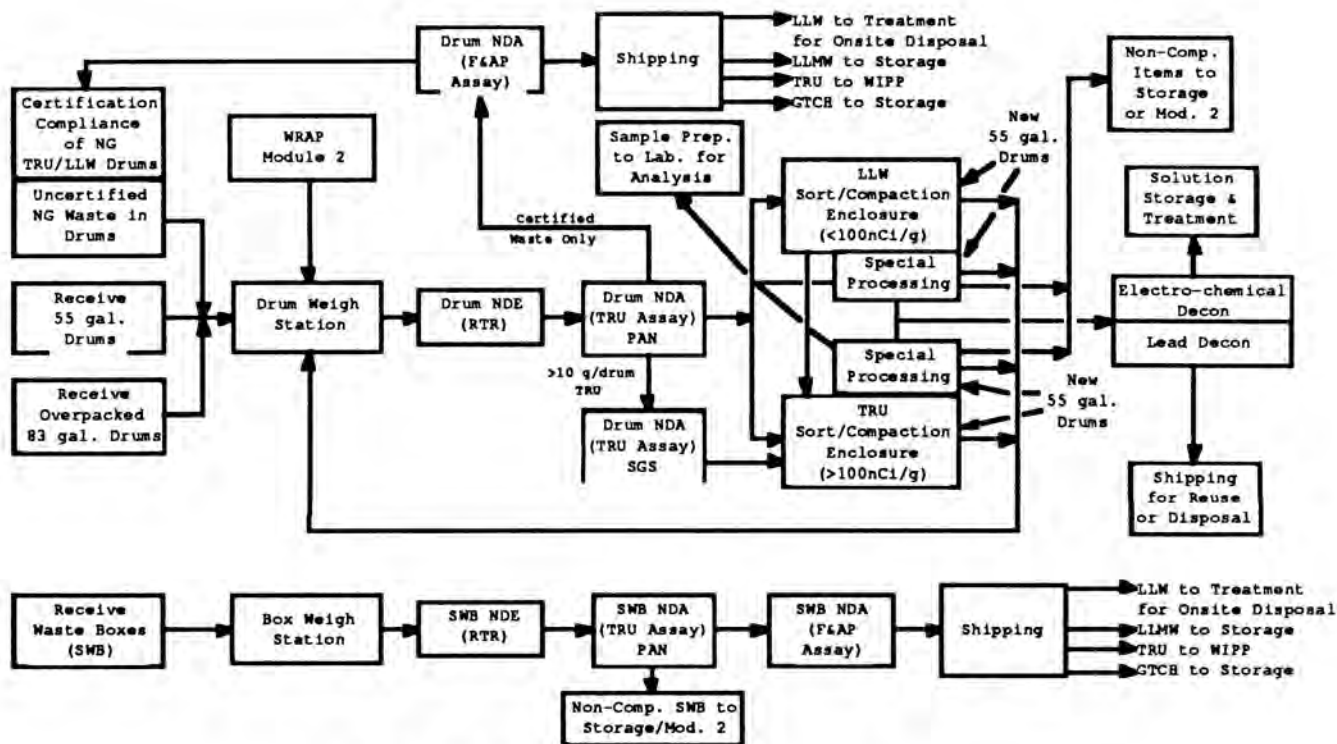 Drum NDA
(F&AP
Assay)
Shipping
LLW to Treatment
for Onsite Disposal
LLMW to Storage
TRU to WIPP
GTCH to Storage
Non-Comp.
Items to
Storage
or Mod. 2
Certification
Compliance
of NG
TRU/LLW Drums
WRAP
Module 2
Sample Prep.
to Lab. for
Analysis
New
55 gal.
Drums
Uncertified
NG Waste in
Drums
Certified
Waste Only
LLW
Sort/Compaction
Enclosure
(<100nCi/g)
Solution
Storage &
Treatment
Special
Processing
Receive
55 gal.
Drums
Drum Weigh
Station
Drum NDE
(RTR)
Drum NDA
(TRU Assay)
PAN
Electro-chemical
Decon
Lead Decon
>10 g/drum
TRU
Special
Processing
New
55 gal.
Drums
Receive
Overpacked
83 gal. Drums
Drum NDA
(TRU Assay)
SGS
TRU
Sort/Compaction
Enclosure
(>100nCi/g)
Shipping
for Reuse
or Disposal
Receive
Waste Boxes
(SWB)
Box Weigh
Station
SWB NDE
(RTR)
SWB NDA
(TRU Assay)
PAN
SWB NDA
(F&AP
Assay)
Shipping
LLW to Treatment
for Onsite Disposal
LLMW to Storage
TRU to WIPP
GTCH to Storage
Non-Comp. SWB to
Storage/Mod. 2